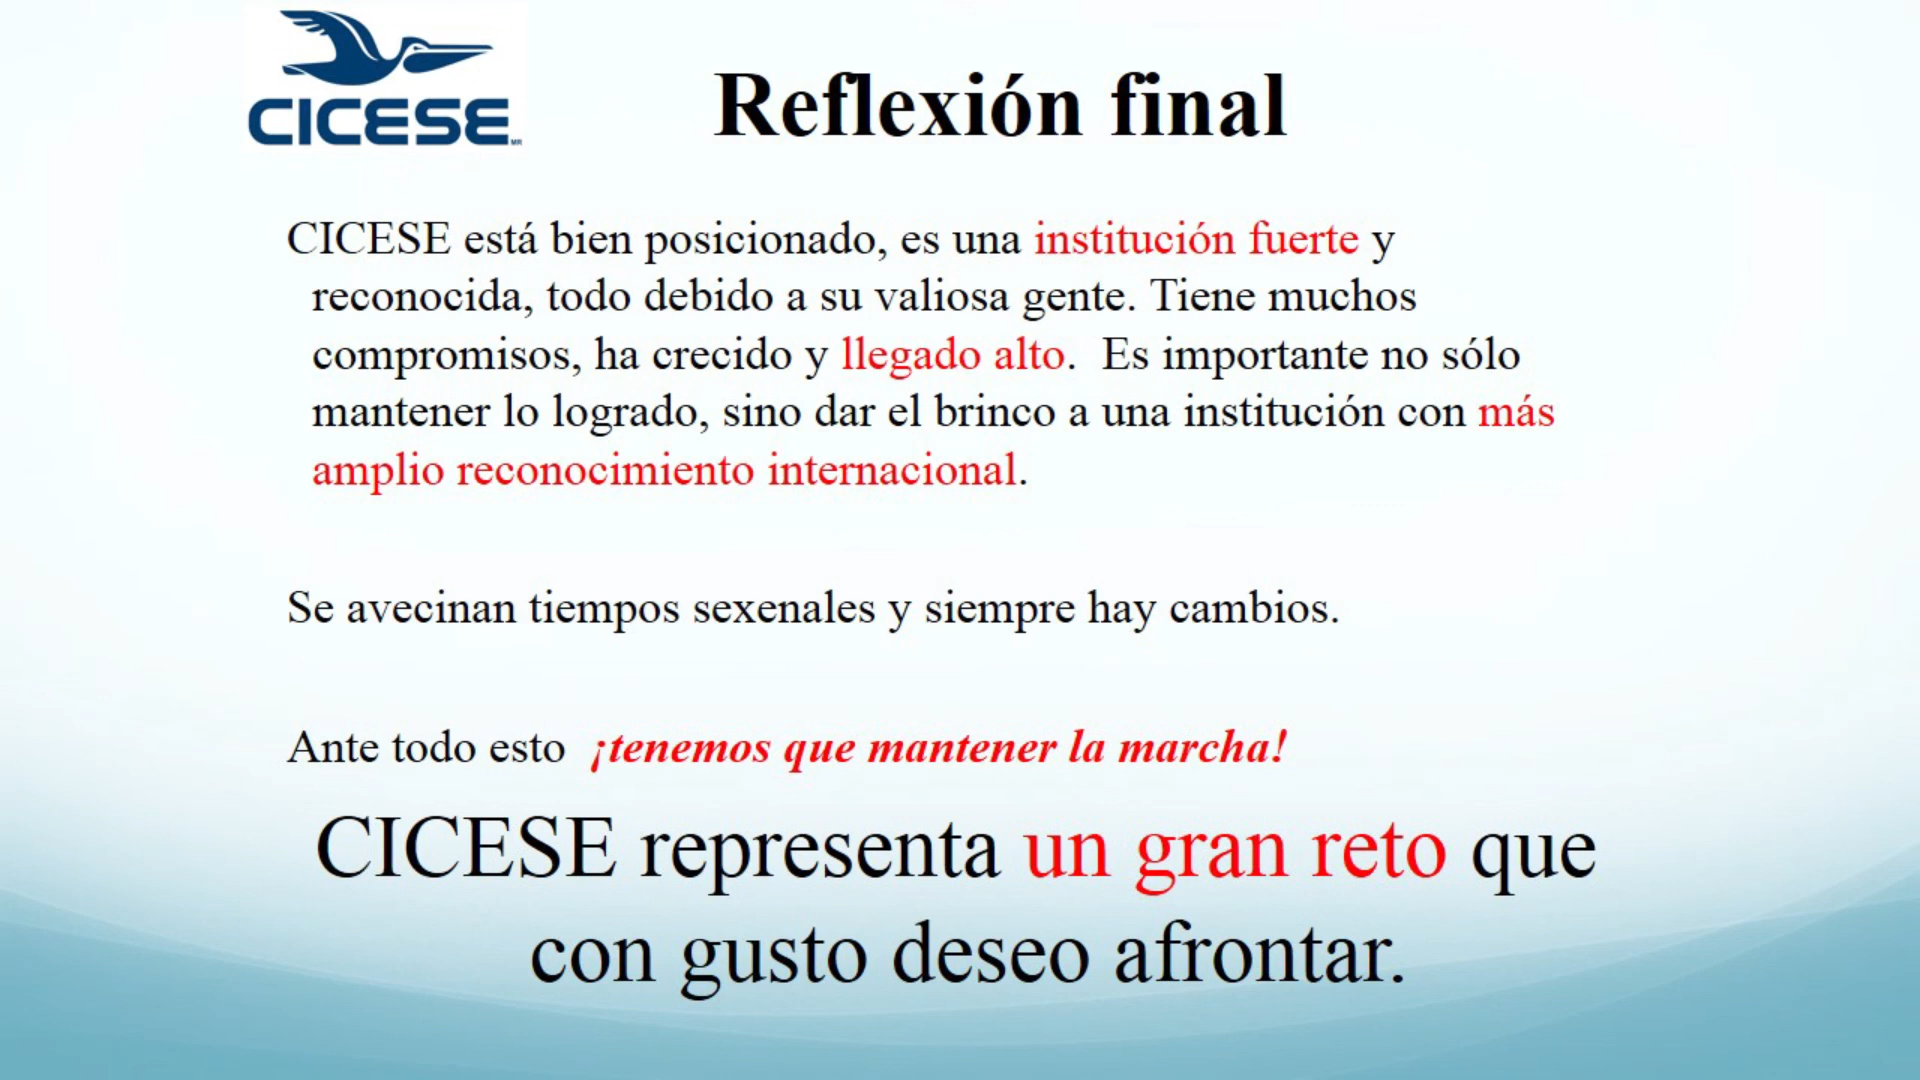 CICESE MR
Reflexión final
CICESE está bien posicionado, es una institución fuerte y
reconocida, todo debido a su valiosa gente. Tiene muchos
compromisos, ha crecido y llegado alto. Es importante no sólo
mantener lo logrado, sino dar el brinco a una institución con más
amplio reconocimiento internacional.
Se avecinan tiempos sexenales y siempre hay cambios.
Ante todo esto ¡tenemos que mantener la marcha!
CICESE representa un gran reto que
con gusto deseo afrontar.